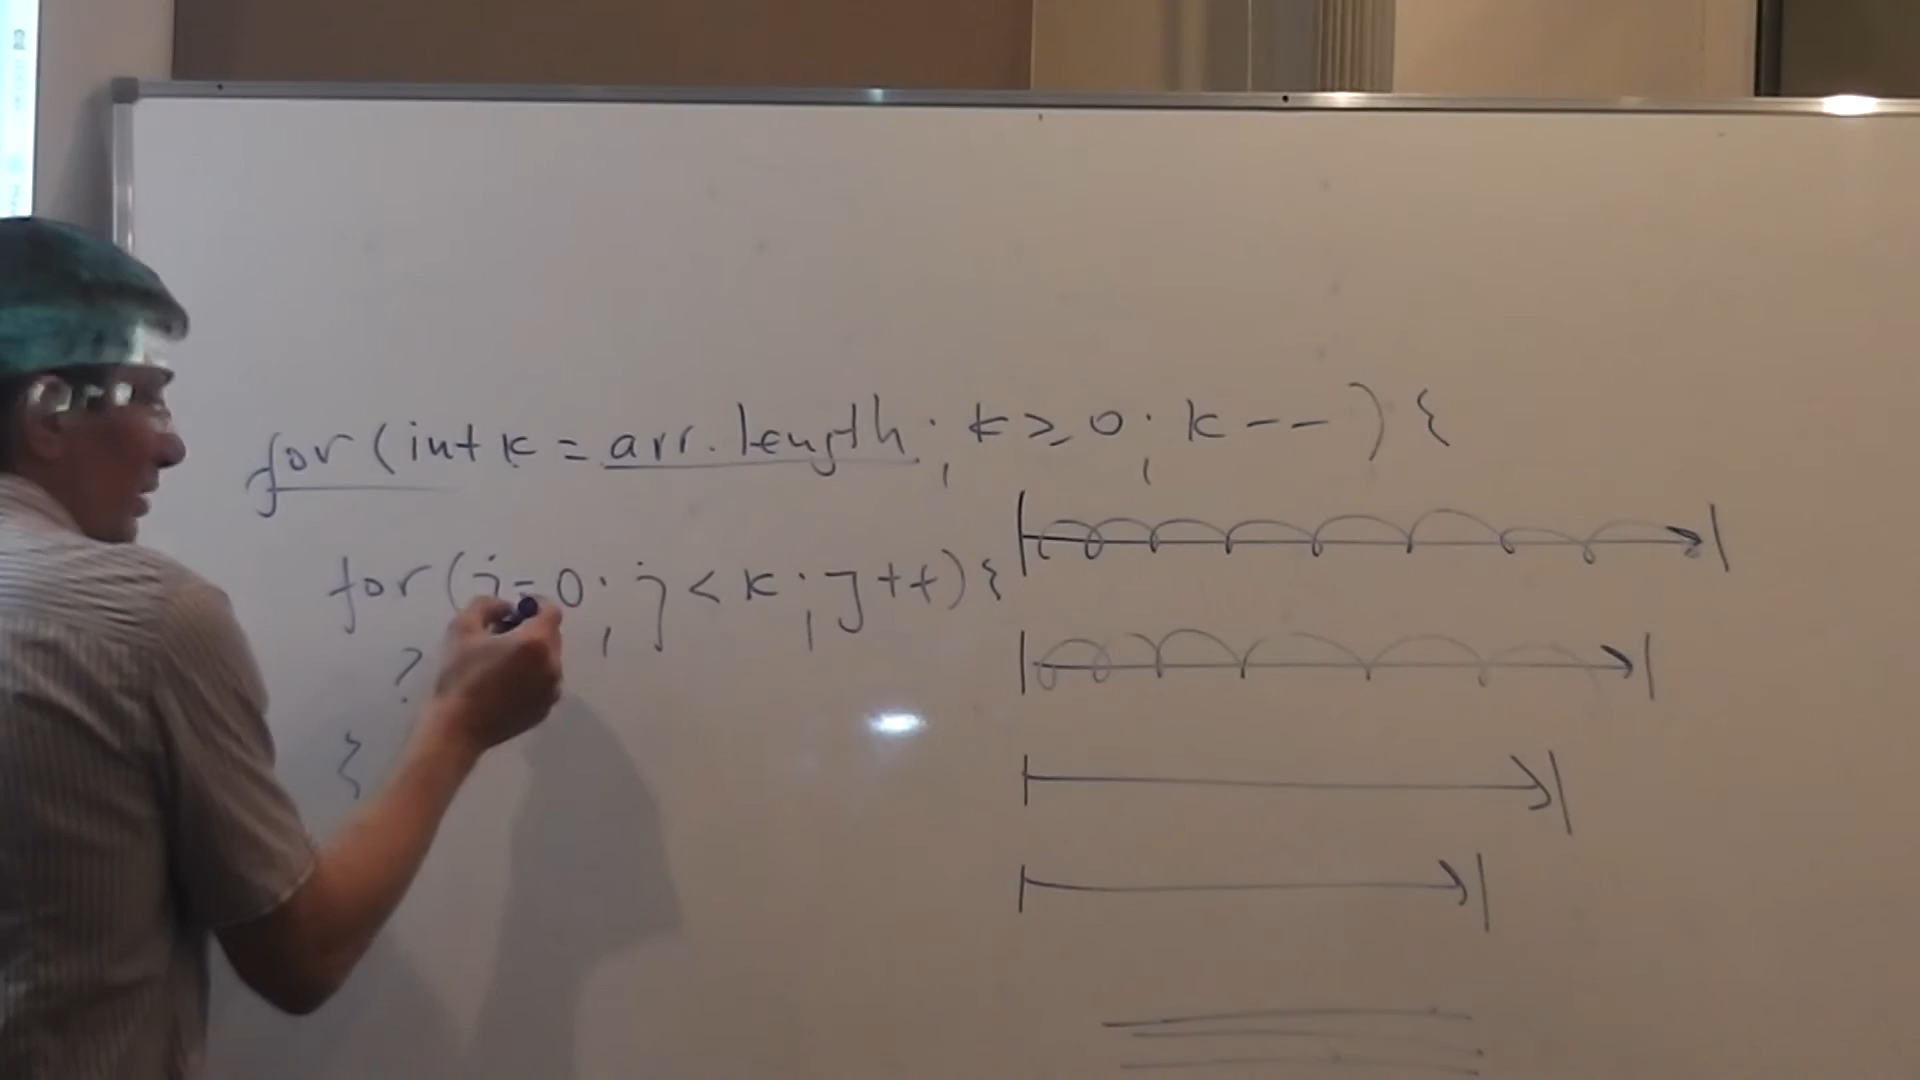 for (int k = arr.length; k ≥ 0; k--) {
for (j=0; j < k; j++) {
?
}